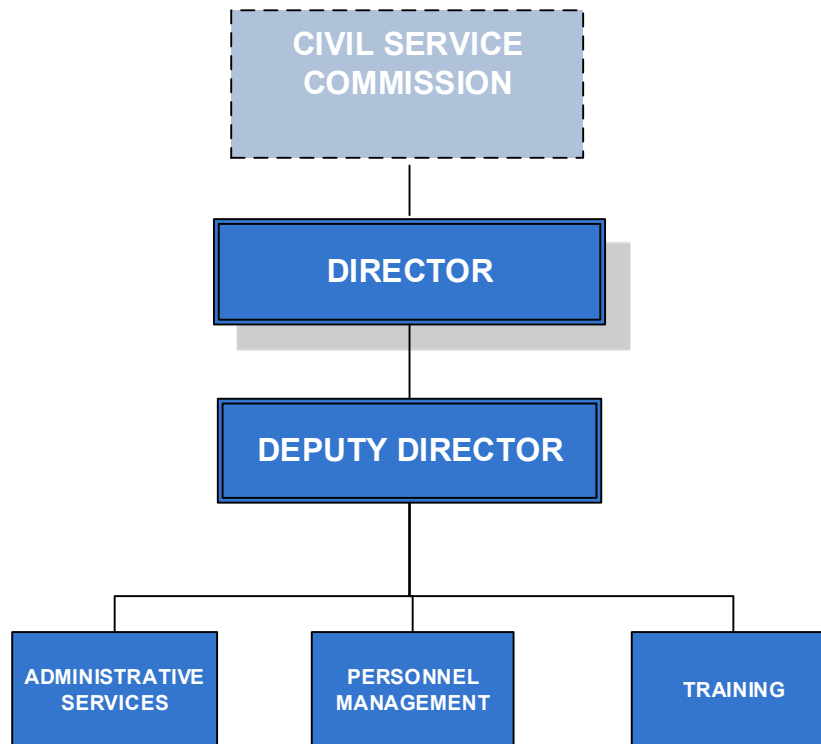 CIVIL SERVICE
COMMISSION
DIRECTOR
DEPUTY DIRECTOR
ADMINISTRATIVE
SERVICES
PERSONNEL
MANAGEMENT
TRAINING